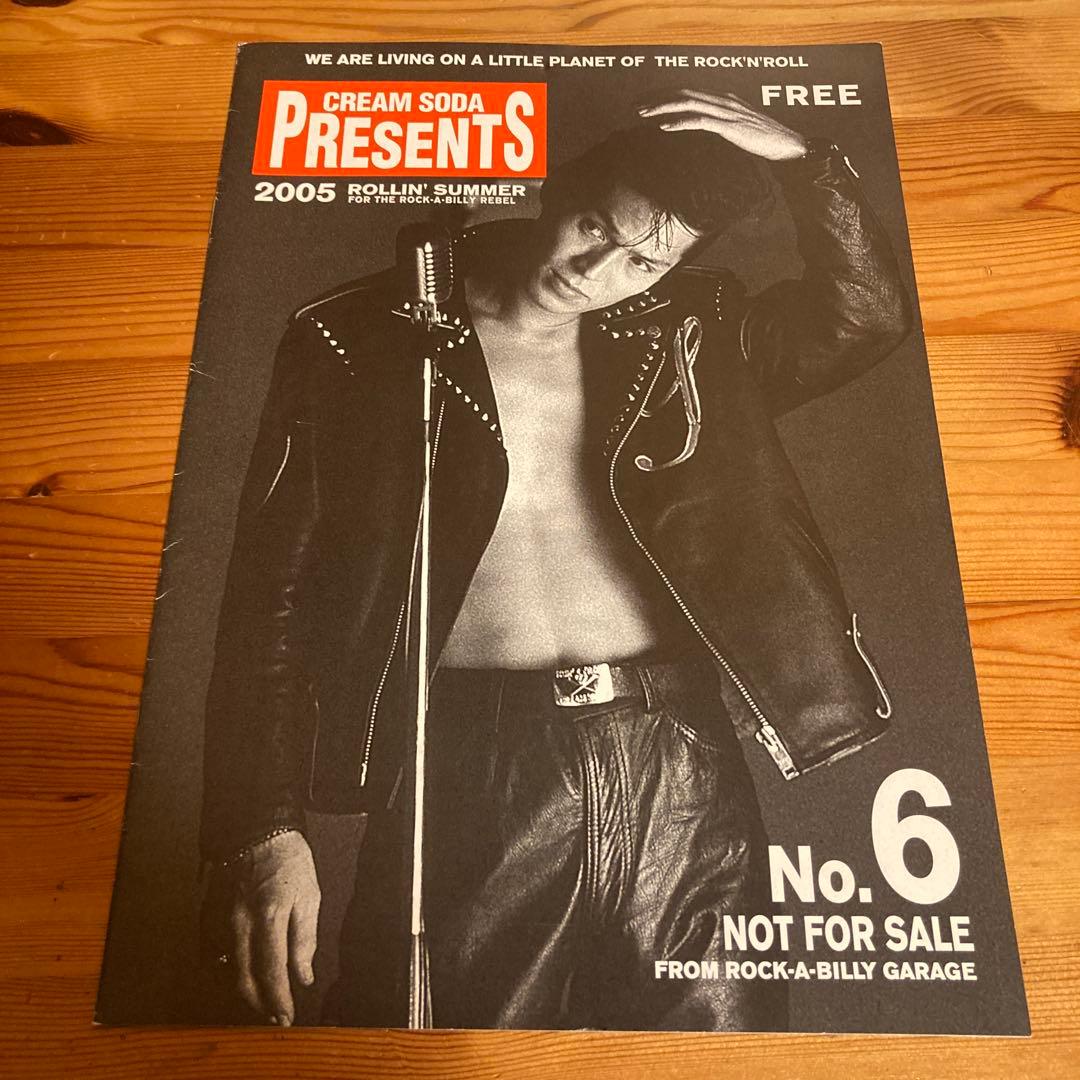 WE ARE LIVING ON A LITTLE PLANET OF THE ROCK'N'ROLL
FREE
CREAM SODA
PRESENTS
2005 ROLLIN' SUMMER
FOR THE ROCK-A-BILLY REBEL
No.6
NOT FOR SALE
FROM ROCK-A-BILLY GARAGE